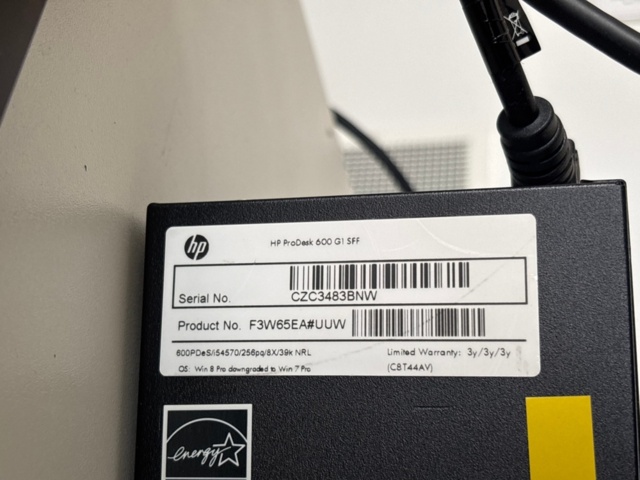 hp
HP ProDesk 600 G1 SFF
Serial No.
CZC3483BNW
Product No. F3W65EA#UUW
600PDeS/i54570/256pq/8X/39k NRL
Limited Warranty: 3y/3y/3y
OS: Win 8 Pro downgraded to Win 7 Pro
(C8T44AV)
energy